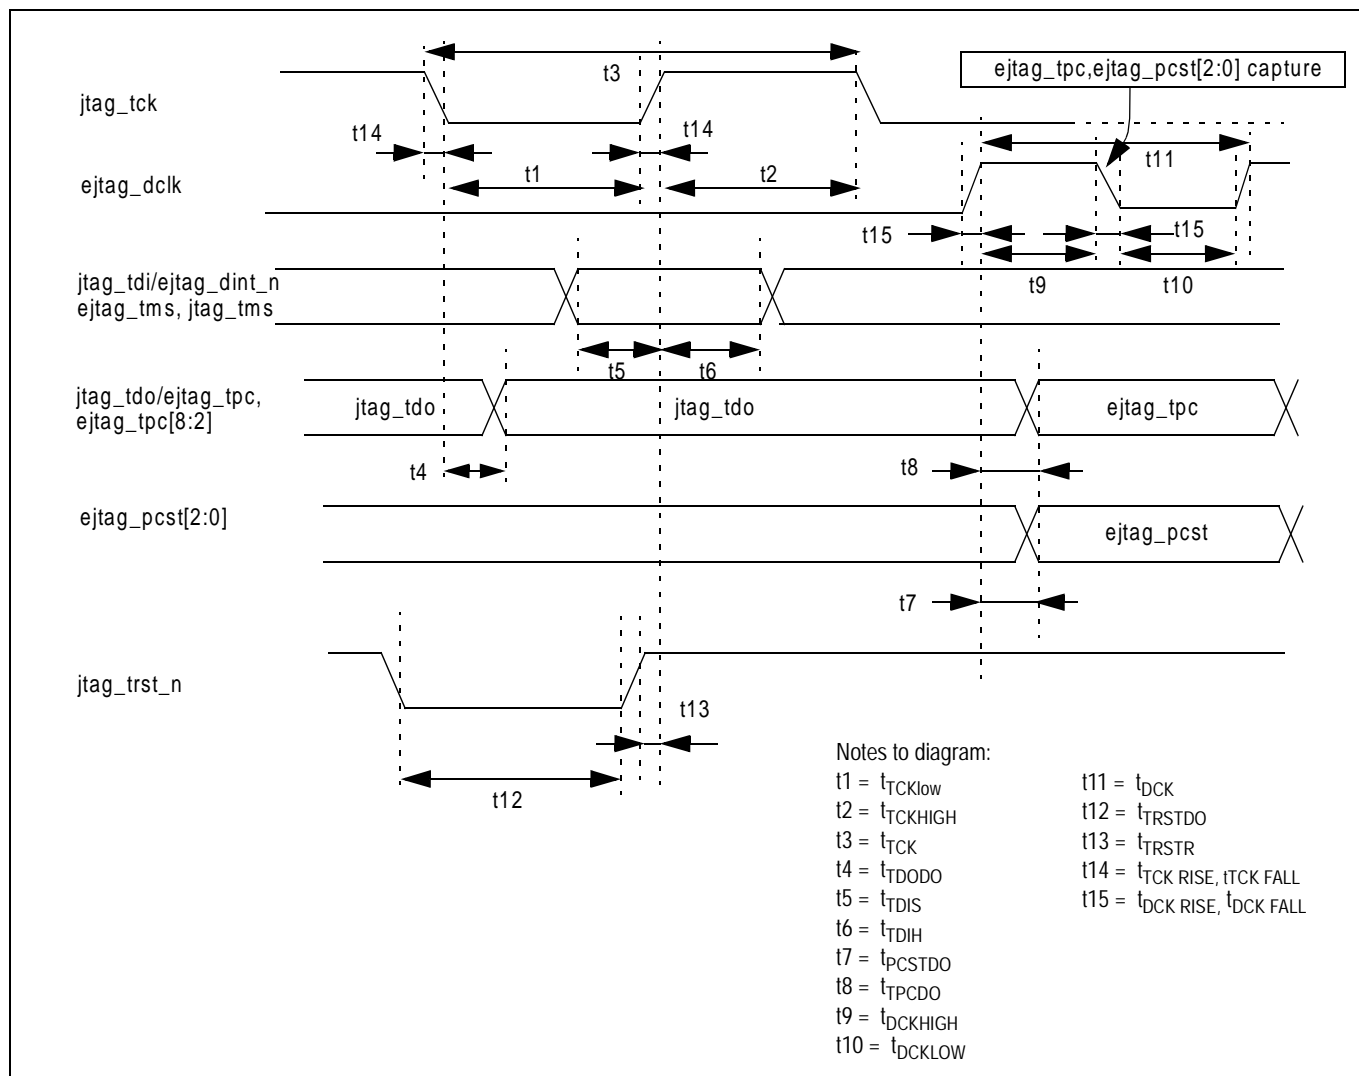 ejtag_tpc,ejtag_pcst[2:0] capture
t3
jtag_tck
t14
t14
t11
t1
t2
ejtag_dclk
t15
t15
jtag_tdi/ejtag_dint_n
ejtag_tms, jtag_tms
t9
t10
t5
t6
jtag_tdo/ejtag_tpc,
ejtag_tpc[8:2]
jtag_tdo
jtag_tdo
ejtag_tpc
t4
t8
ejtag_pcst[2:0]
ejtag_pcst
t7
jtag_trst_n
t13
t12
Notes to diagram:
t1 = tTCKlow
t2 = tTCKHIGH
t3 = tTCK
t4 = tTDODO
t5 = tTDIS
t6 = tTDIH
t7 = tPCSTDO
t8 = tTPCDO
t9 = tDCKHIGH
t10 = tDCKLOW
t11 = tDCK
t12 = tTRSTDO
t13 = tTRSTR
t14 = tTCK RISE, tTCK FALL
t15 = tDCK RISE, tDCK FALL